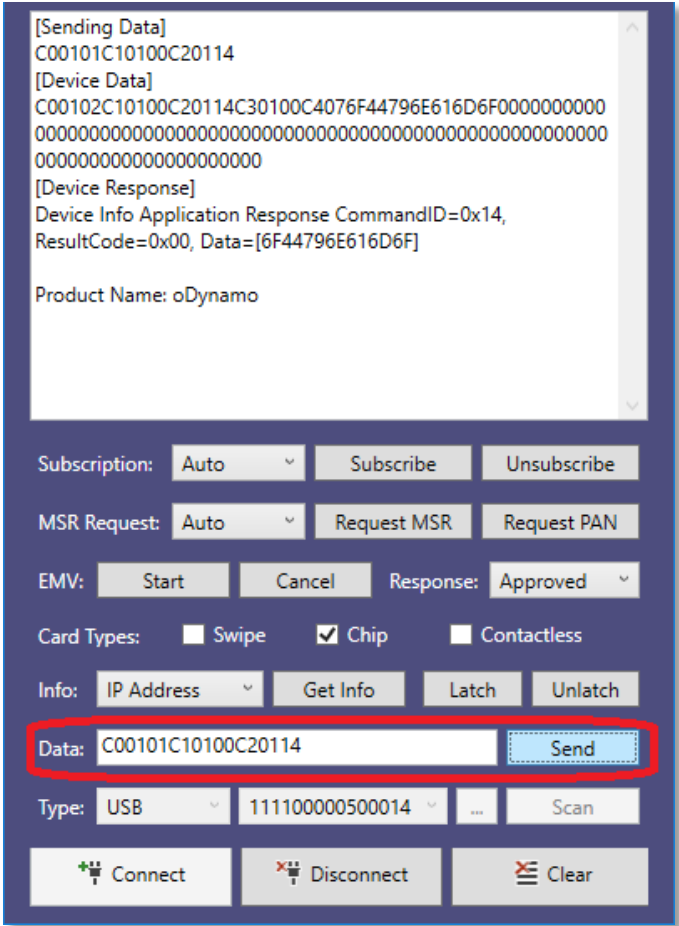 [Sending Data]
C00101C10100C20114
[Device Data]
C00102C10100C20114C30100C4076F44796E616D6F0000000000
00000000000000000000000000000000000000000000000000000
000000000000000000000
[Device Response]
Device Info Application Response CommandID=0x14,
ResultCode=0x00, Data=[6F44796E616D6F]
Product Name: oDynamo
Subscription: Auto Subscribe Unsubscribe
MSR Request: Auto Request MSR Request PAN
EMV: Start Cancel Response: Approved
Card Types: Swipe Chip Contactless
Info: IP Address Get Info Latch Unlatch
Data: C00101C10100C20114 Send
Type: USB 111100000500014 ... Scan
Connect Disconnect Clear